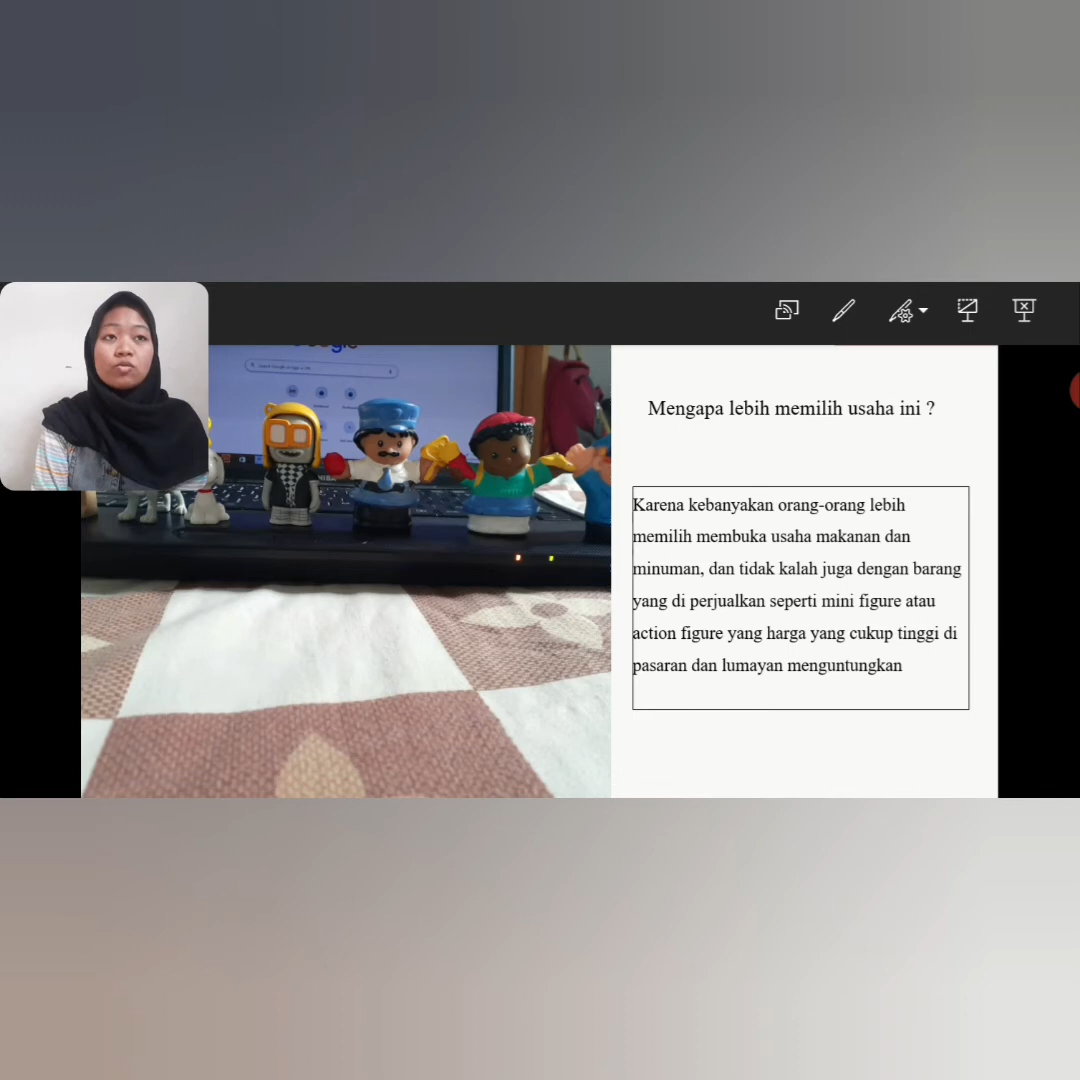 Mengapa lebih memilih usaha ini ?
Karena kebanyakan orang-orang lebih
memilih membuka usaha makanan dan
minuman, dan tidak kalah juga dengan barang
yang di perjualkan seperti mini figure atau
action figure yang harga yang cukup tinggi di
pasaran dan lumayan menguntungkan